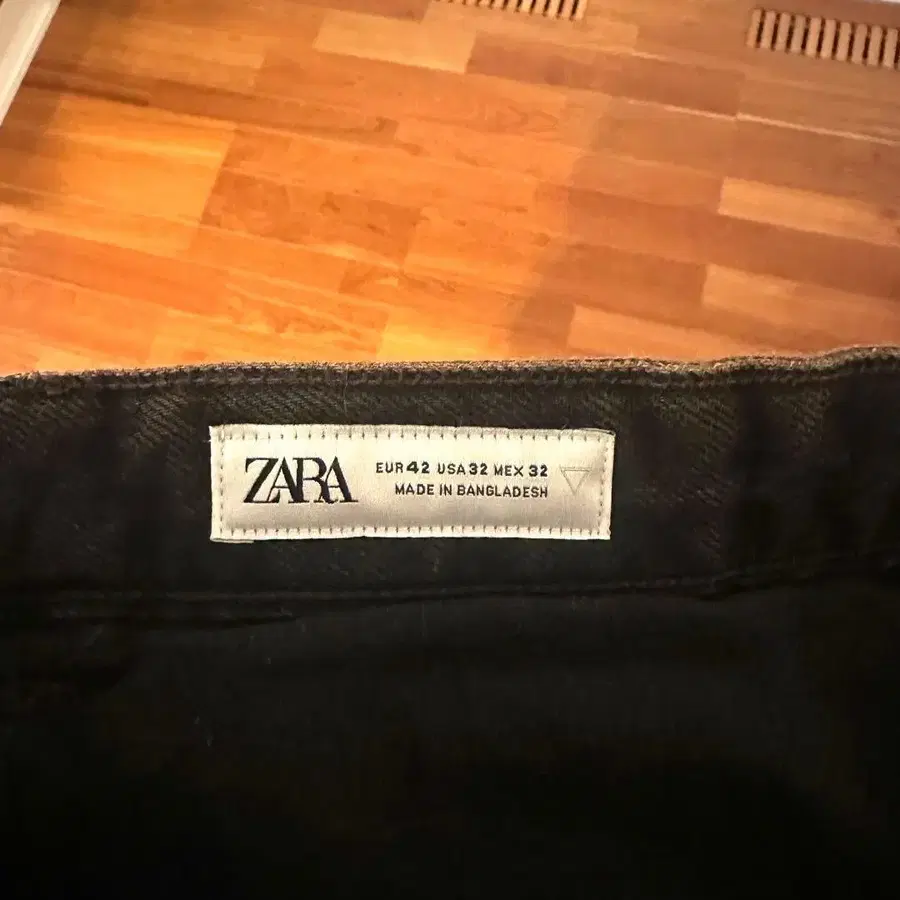 ZARA
EUR 42 USA 32 MEX 32
MADE IN BANGLADESH